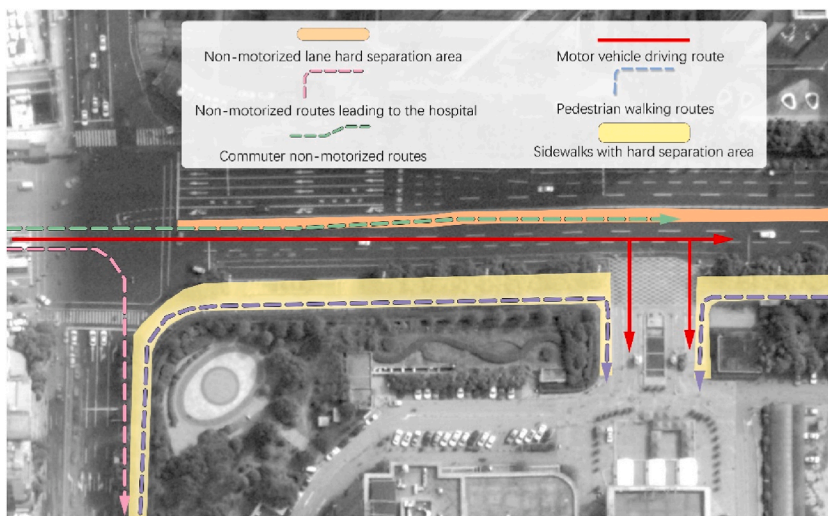 Non-motorized lane hard separation area
Motor vehicle driving route
Non-motorized routes leading to the hospital
Pedestrian walking routes
Commuter non-motorized routes
Sidewalks with hard separation area